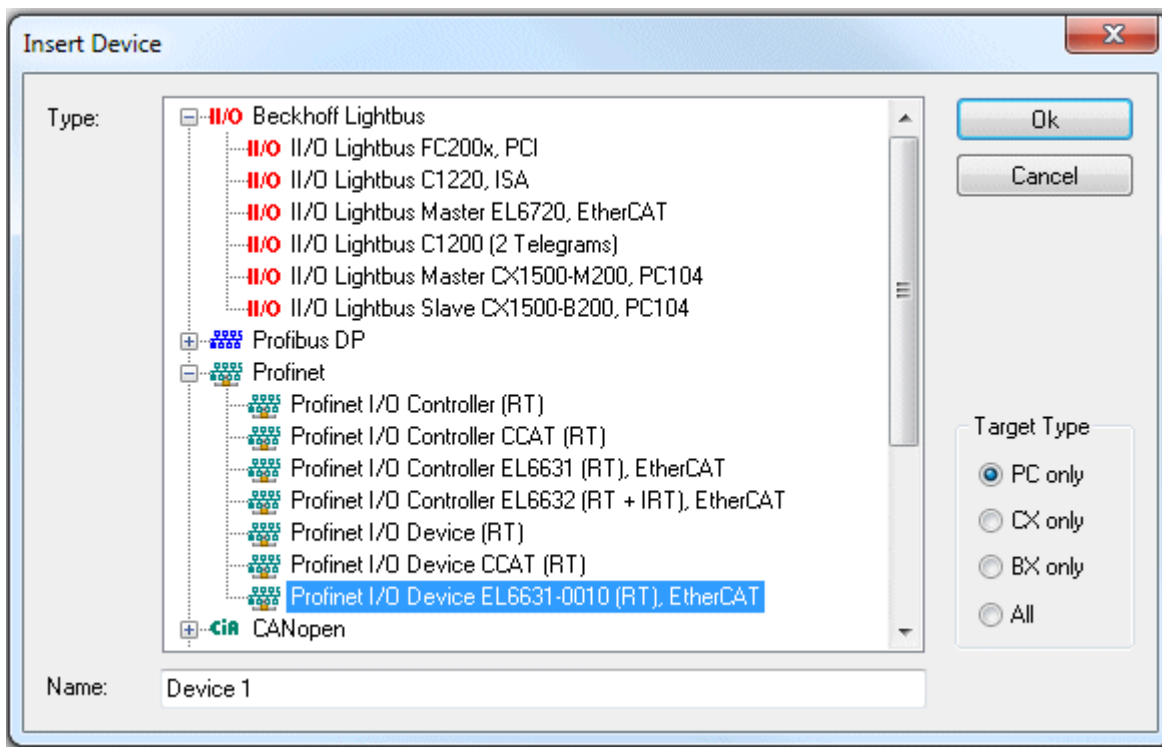 Insert Device
Type:
II/O Beckhoff Lightbus
II/O II/O Lightbus FC200x, PCI
II/O II/O Lightbus C1220, ISA
II/O II/O Lightbus Master EL6720, EtherCAT
II/O II/O Lightbus C1200 (2 Telegrams)
II/O II/O Lightbus Master CX1500-M200, PC104
II/O II/O Lightbus Slave CX1500-B200, PC104
Profibus DP
Profinet
Profinet I/O Controller (RT)
Profinet I/O Controller CCAT (RT)
Profinet I/O Controller EL6631 (RT), EtherCAT
Profinet I/O Controller EL6632 (RT + IRT), EtherCAT
Profinet I/O Device (RT)
Profinet I/O Device CCAT (RT)
Profinet I/O Device EL6631-0010 (RT), EtherCAT
CiA CANopen
Ok
Cancel
Target Type
PC only
CX only
BX only
All
Name: Device 1